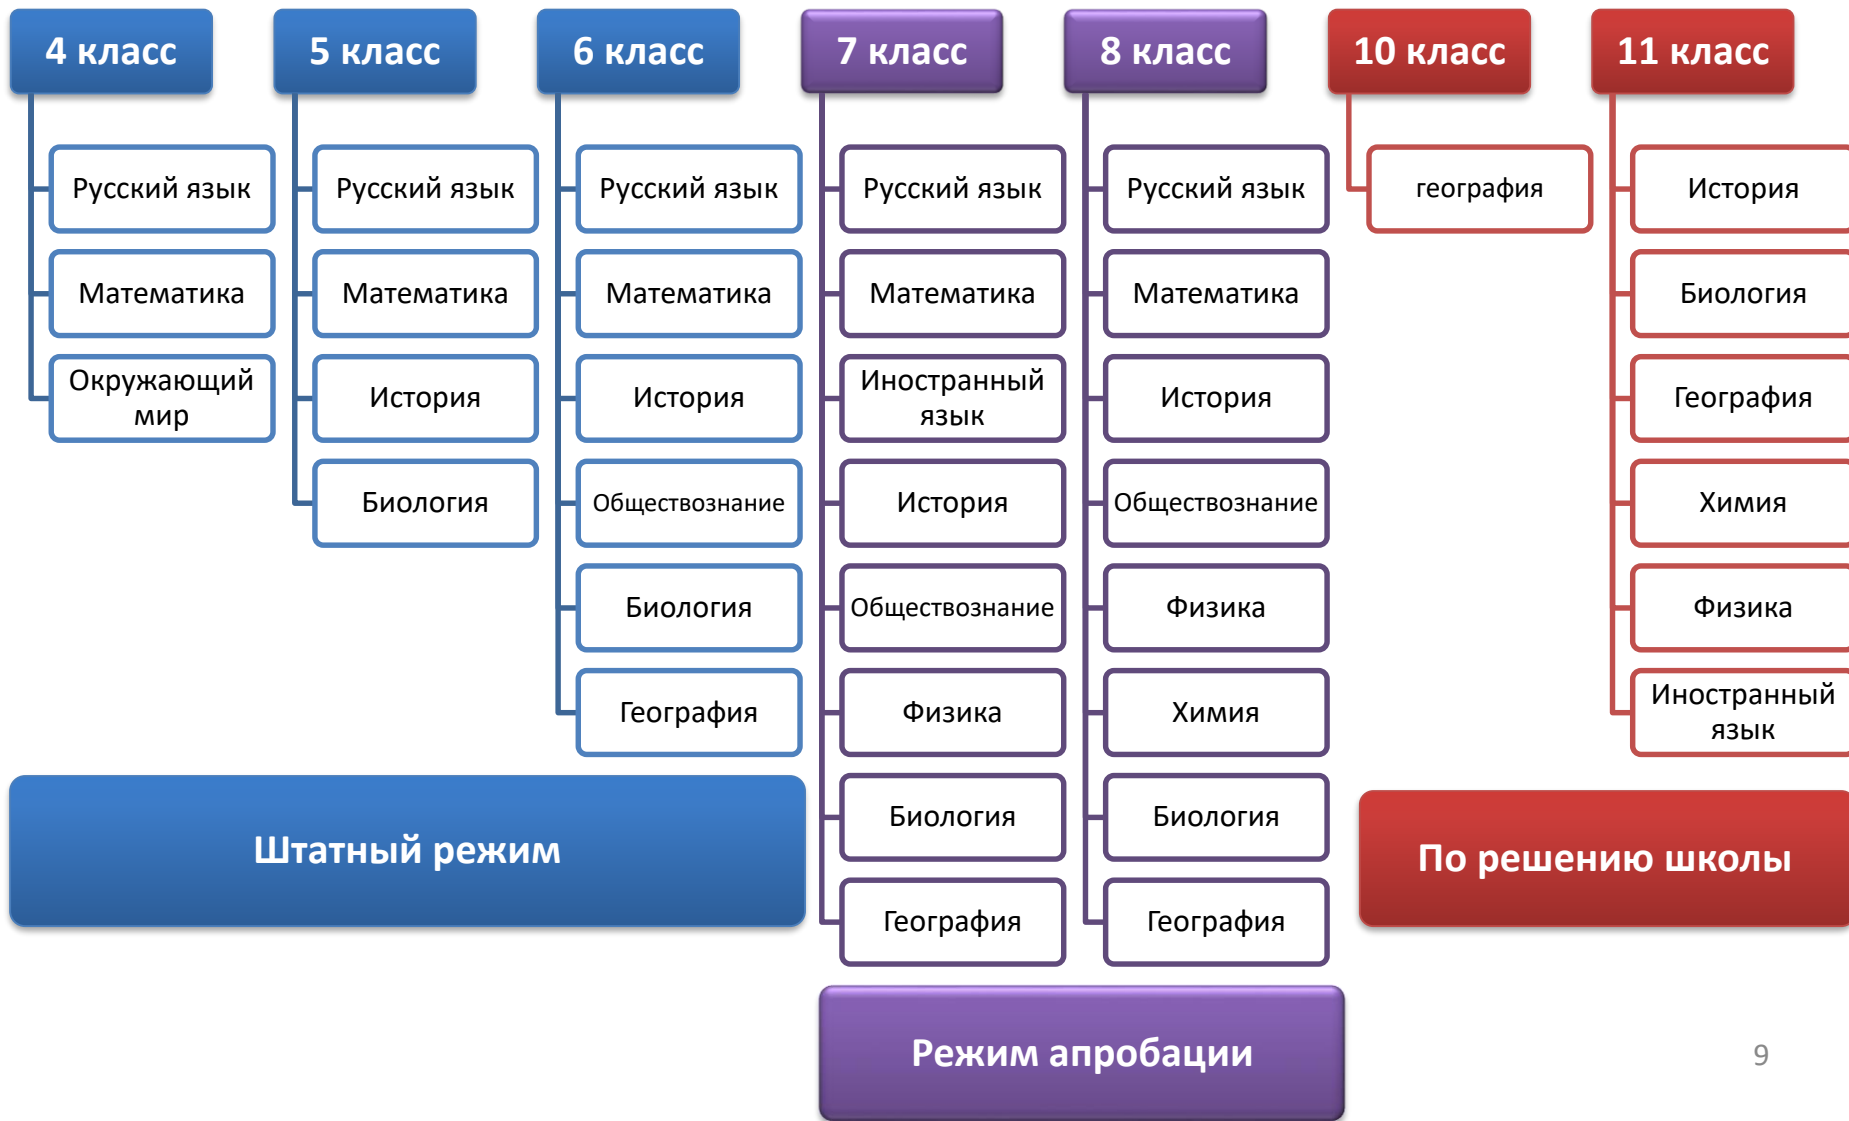 4 класс
Русский язык
Математика
Окружающий
мир
5 класс
Русский язык
Математика
История
Биология
6 класс
Русский язык
Математика
История
Обществознание
Биология
География
Штатный режим
7 класс
Русский язык
Математика
Иностранный
язык
История
Обществознание
Физика
Биология
География
8 класс
Русский язык
Математика
История
Обществознание
Физика
Химия
Биология
География
Режим апробации
10 класс
география
11 класс
История
Биология
География
Химия
Физика
Иностранный
язык
По решению школы
9